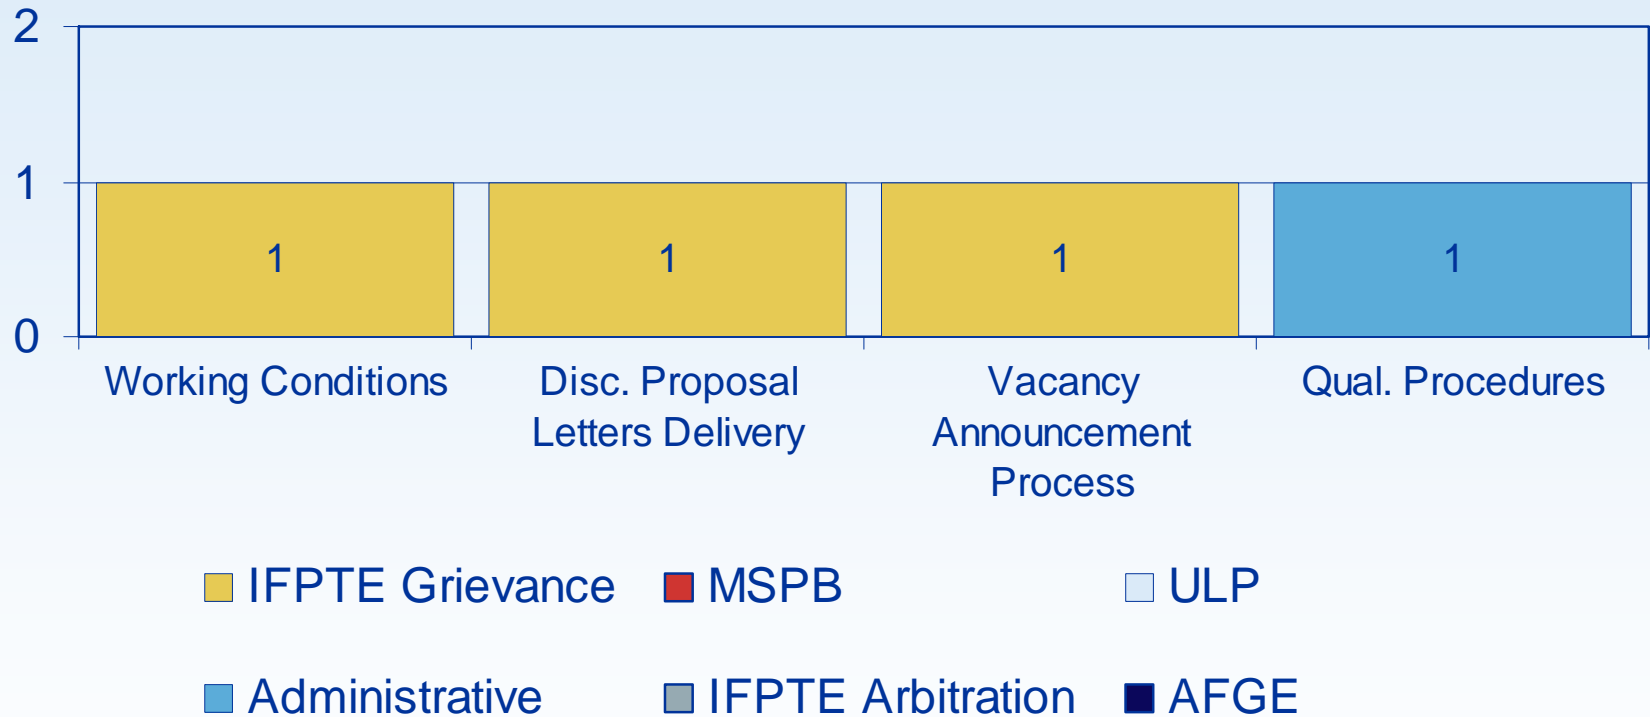 2
1
0
1
1
1
1
Working Conditions
Disc. Proposal
Letters Delivery
Vacancy
Announcement
Process
Qual. Procedures
IFPTE Grievance
MSPB
ULP
Administrative
IFPTE Arbitration
AFGE